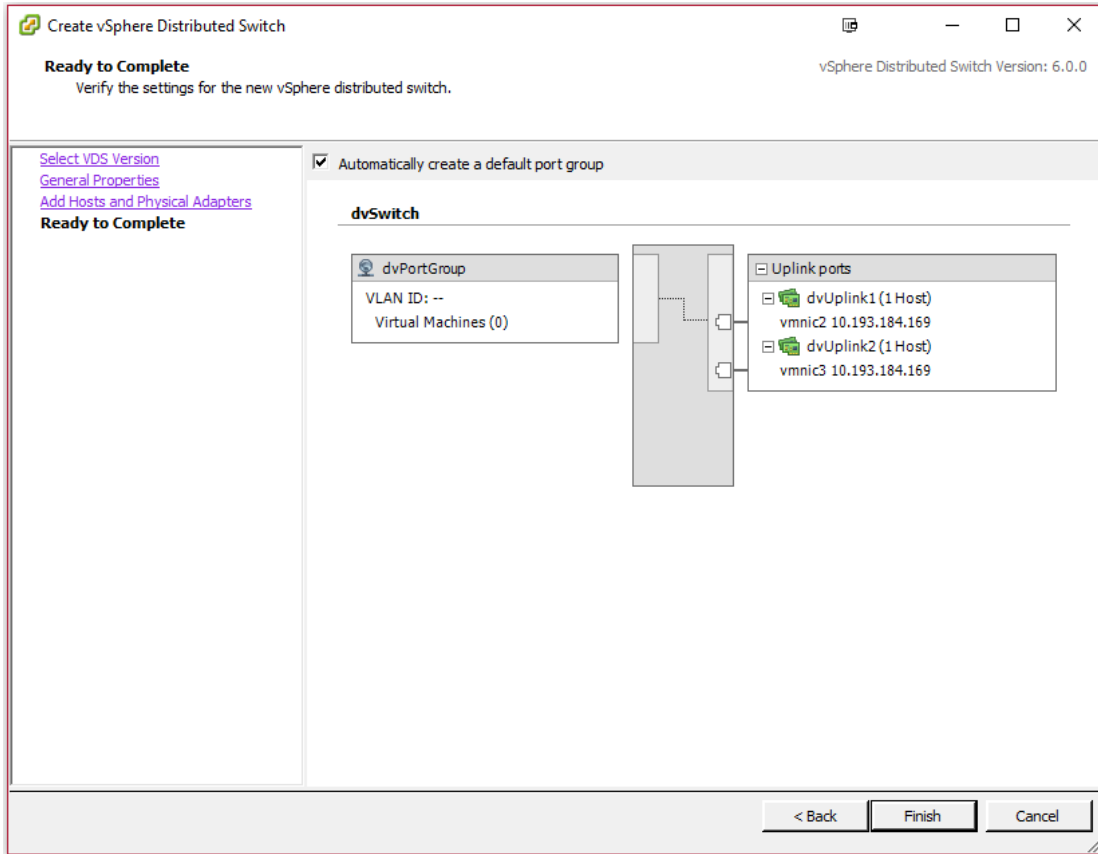 Create vSphere Distributed Switch
Ready to Complete
Verify the settings for the new vSphere distributed switch.
vSphere Distributed Switch Version: 6.0.0
Select VDS Version
General Properties
Add Hosts and Physical Adapters
Ready to Complete
Automatically create a default port group
dvSwitch
dvPortGroup
VLAN ID: --
Virtual Machines (0)
Uplink ports
dvUplink1 (1 Host)
vmnic2 10.193.184.169
dvUplink2 (1 Host)
vmnic3 10.193.184.169
< Back
Finish
Cancel